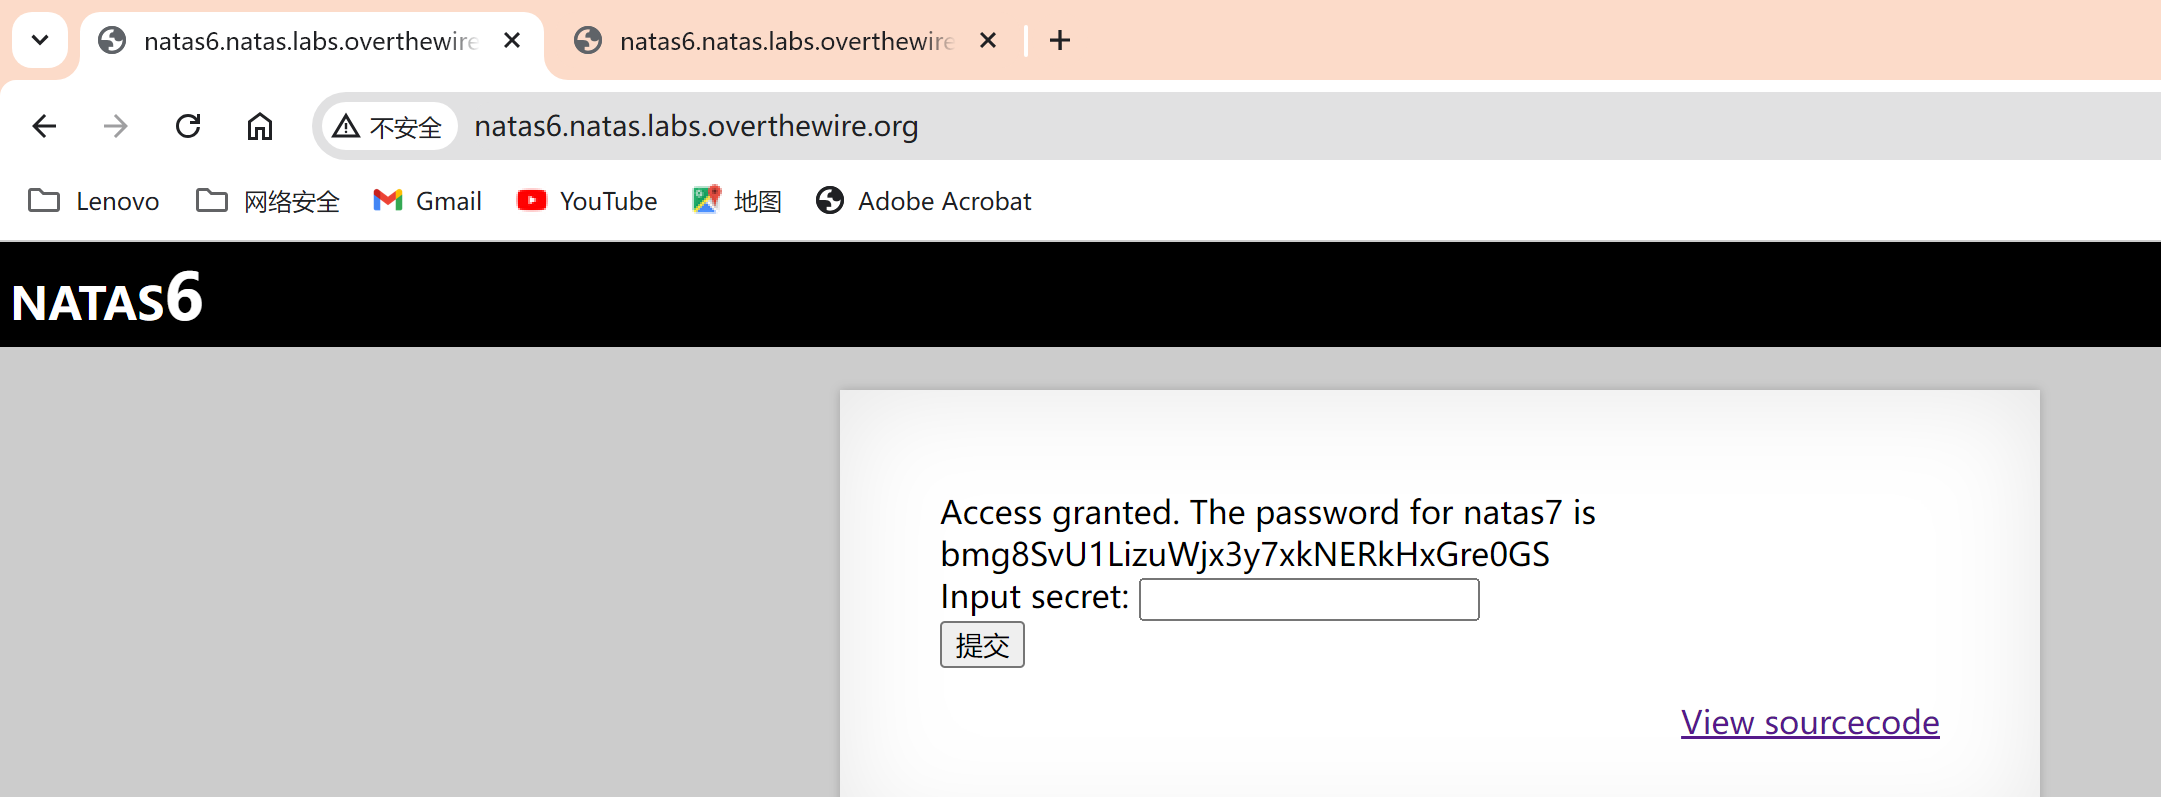 natas6.natas.labs.overthewire
natas6.natas.labs.overthewire
不安全 natas6.natas.labs.overthewire.org
Lenovo 网络安全 Gmail YouTube 地图 Adobe Acrobat
NATAS6
Access granted. The password for natas7 is
bmg8SvU1LizuWjx3y7xkNERkHxGre0GS
Input secret:
提交
View sourcecode